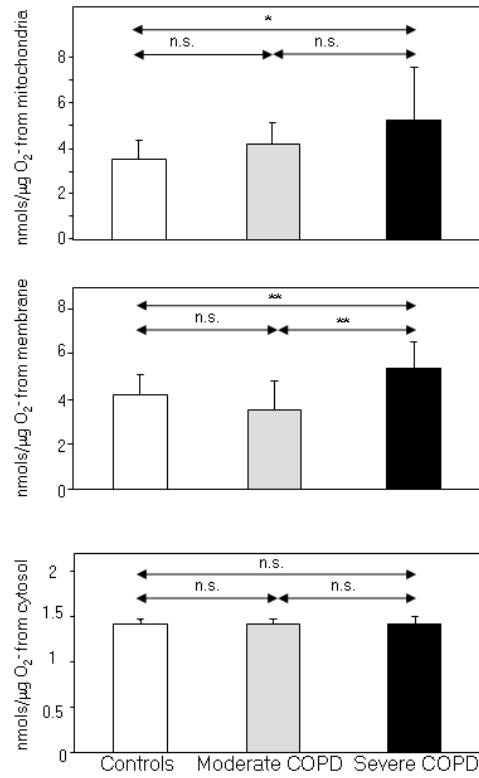 nmols/µg O₂⁻ from mitochondria
*
n.s. n.s.
8
6
4
2
0
nmols/µg O₂⁻ from membrane
**
n.s. **
8
6
4
2
0
nmols/µg O₂⁻ from cytosol
n.s.
n.s. n.s.
2
1.5
1
0.5
0
Controls Moderate COPD Severe COPD